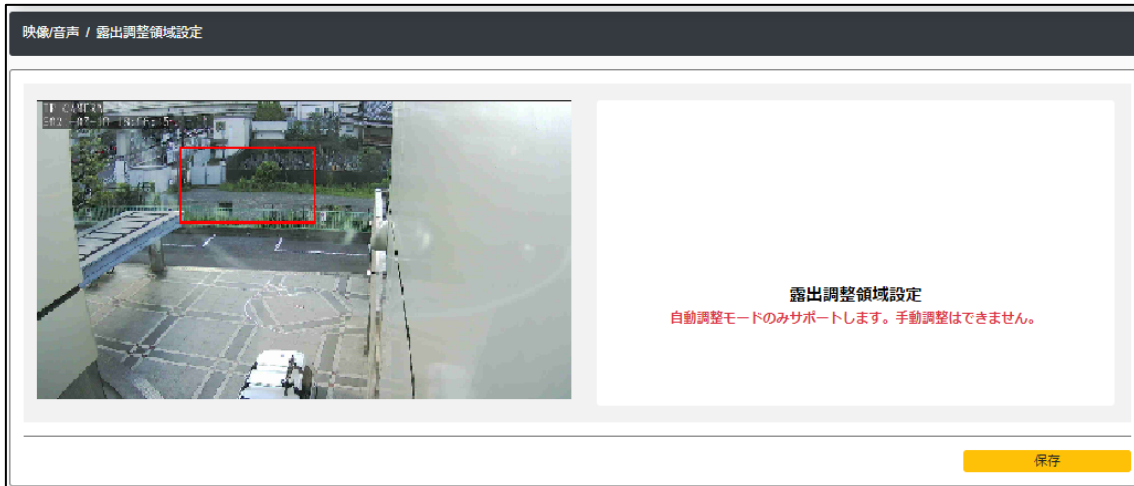 映像/音声 / 露出調整領域設定
IP CAMERA
露出調整領域設定
自動調整モードのみサポートします。手動調整はできません。
保存